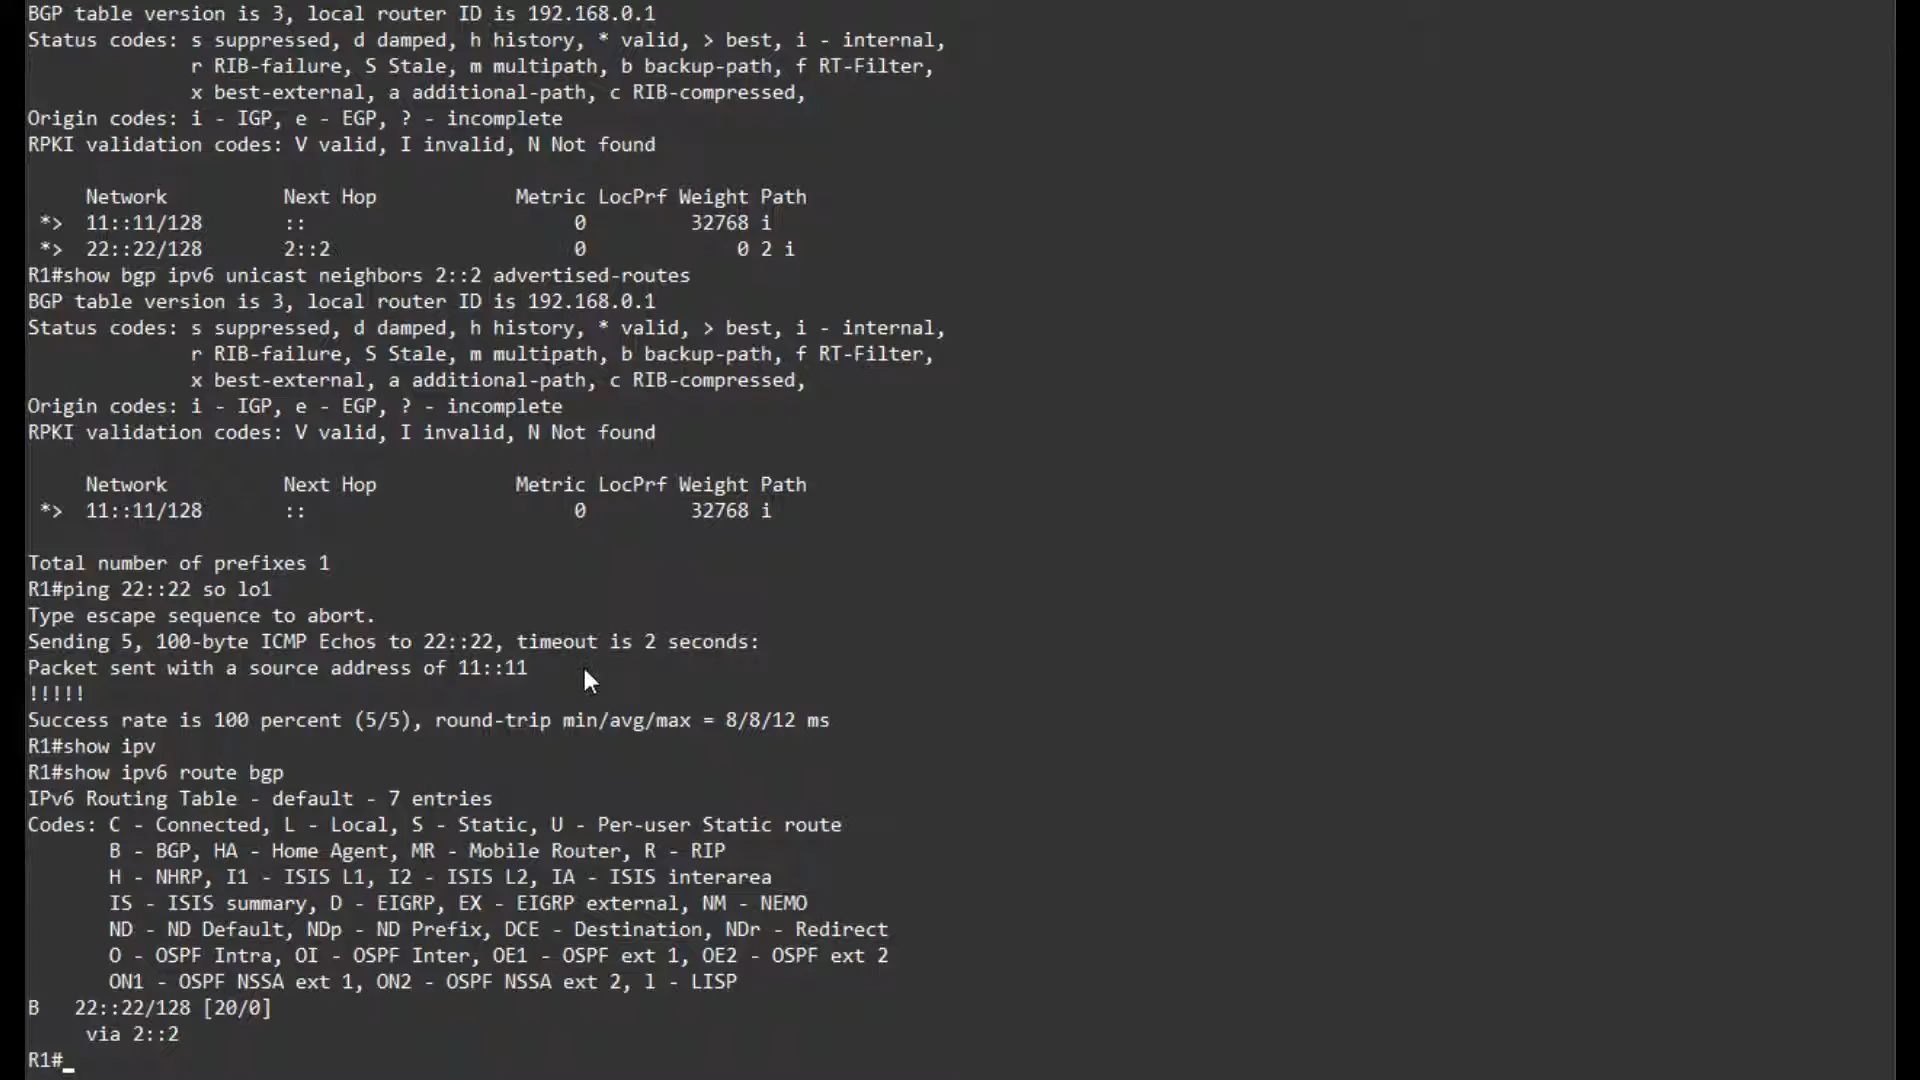 BGP table version is 3, local router ID is 192.168.0.1
Status codes: s suppressed, d damped, h history, * valid, > best, i - internal,
              r RIB-failure, S Stale, m multipath, b backup-path, f RT-Filter,
              x best-external, a additional-path, c RIB-compressed,
Origin codes: i - IGP, e - EGP, ? - incomplete
RPKI validation codes: V valid, I invalid, N Not found

     Network          Next Hop            Metric LocPrf Weight Path
 *>  11::11/128       ::                       0         32768 i
 *>  22::22/128       2::2                     0             0 2 i
R1#show bgp ipv6 unicast neighbors 2::2 advertised-routes
BGP table version is 3, local router ID is 192.168.0.1
Status codes: s suppressed, d damped, h history, * valid, > best, i - internal,
              r RIB-failure, S Stale, m multipath, b backup-path, f RT-Filter,
              x best-external, a additional-path, c RIB-compressed,
Origin codes: i - IGP, e - EGP, ? - incomplete
RPKI validation codes: V valid, I invalid, N Not found

     Network          Next Hop            Metric LocPrf Weight Path
 *>  11::11/128       ::                       0         32768 i

Total number of prefixes 1
R1#ping 22::22 so lo1
Type escape sequence to abort.
Sending 5, 100-byte ICMP Echos to 22::22, timeout is 2 seconds:
Packet sent with a source address of 11::11
!!!!!
Success rate is 100 percent (5/5), round-trip min/avg/max = 8/8/12 ms
R1#show ipv
R1#show ipv6 route bgp
IPv6 Routing Table - default - 7 entries
Codes: C - Connected, L - Local, S - Static, U - Per-user Static route
       B - BGP, HA - Home Agent, MR - Mobile Router, R - RIP
       H - NHRP, I1 - ISIS L1, I2 - ISIS L2, IA - ISIS interarea
       IS - ISIS summary, D - EIGRP, EX - EIGRP external, NM - NEMO
       ND - ND Default, NDp - ND Prefix, DCE - Destination, NDr - Redirect
       O - OSPF Intra, OI - OSPF Inter, OE1 - OSPF ext 1, OE2 - OSPF ext 2
       ON1 - OSPF NSSA ext 1, ON2 - OSPF NSSA ext 2, l - LISP
B   22::22/128 [20/0]
     via 2::2
R1#